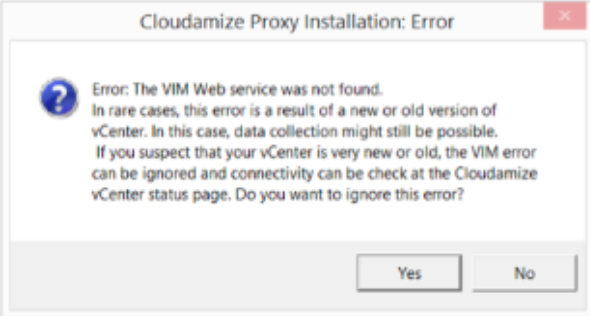 Cloudamize Proxy Installation: Error
Error: The VIM Web service was not found.
In rare cases, this error is a result of a new or old version of
vCenter. In this case, data collection might still be possible.
If you suspect that your vCenter is very new or old, the VIM error
can be ignored and connectivity can be check at the Cloudamize
vCenter status page. Do you want to ignore this error?
Yes
No